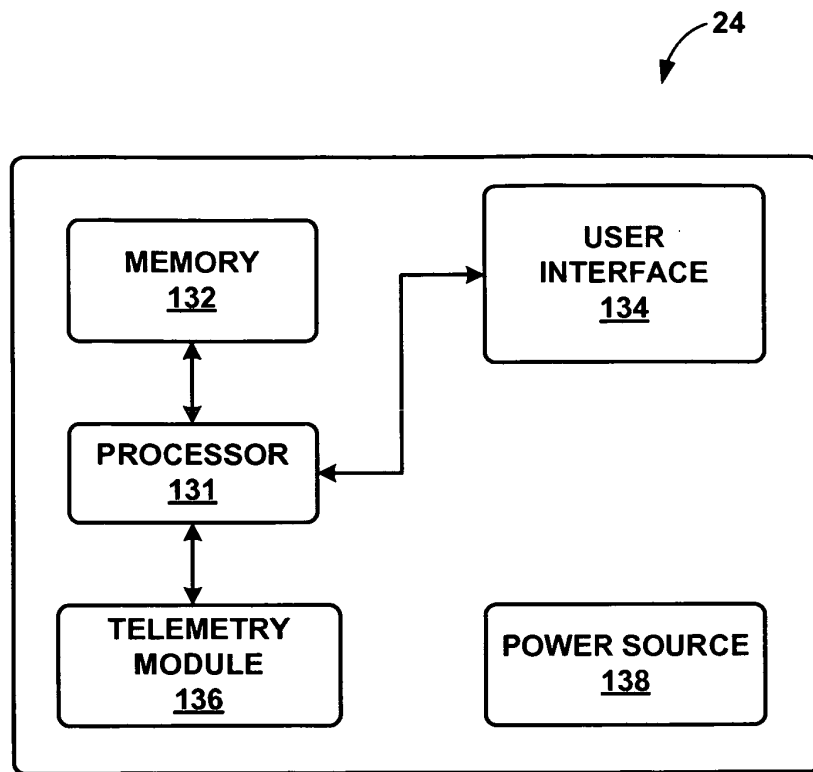 24
MEMORY
132
USER
INTERFACE
134
PROCESSOR
131
TELEMETRY
MODULE
136
POWER SOURCE
138